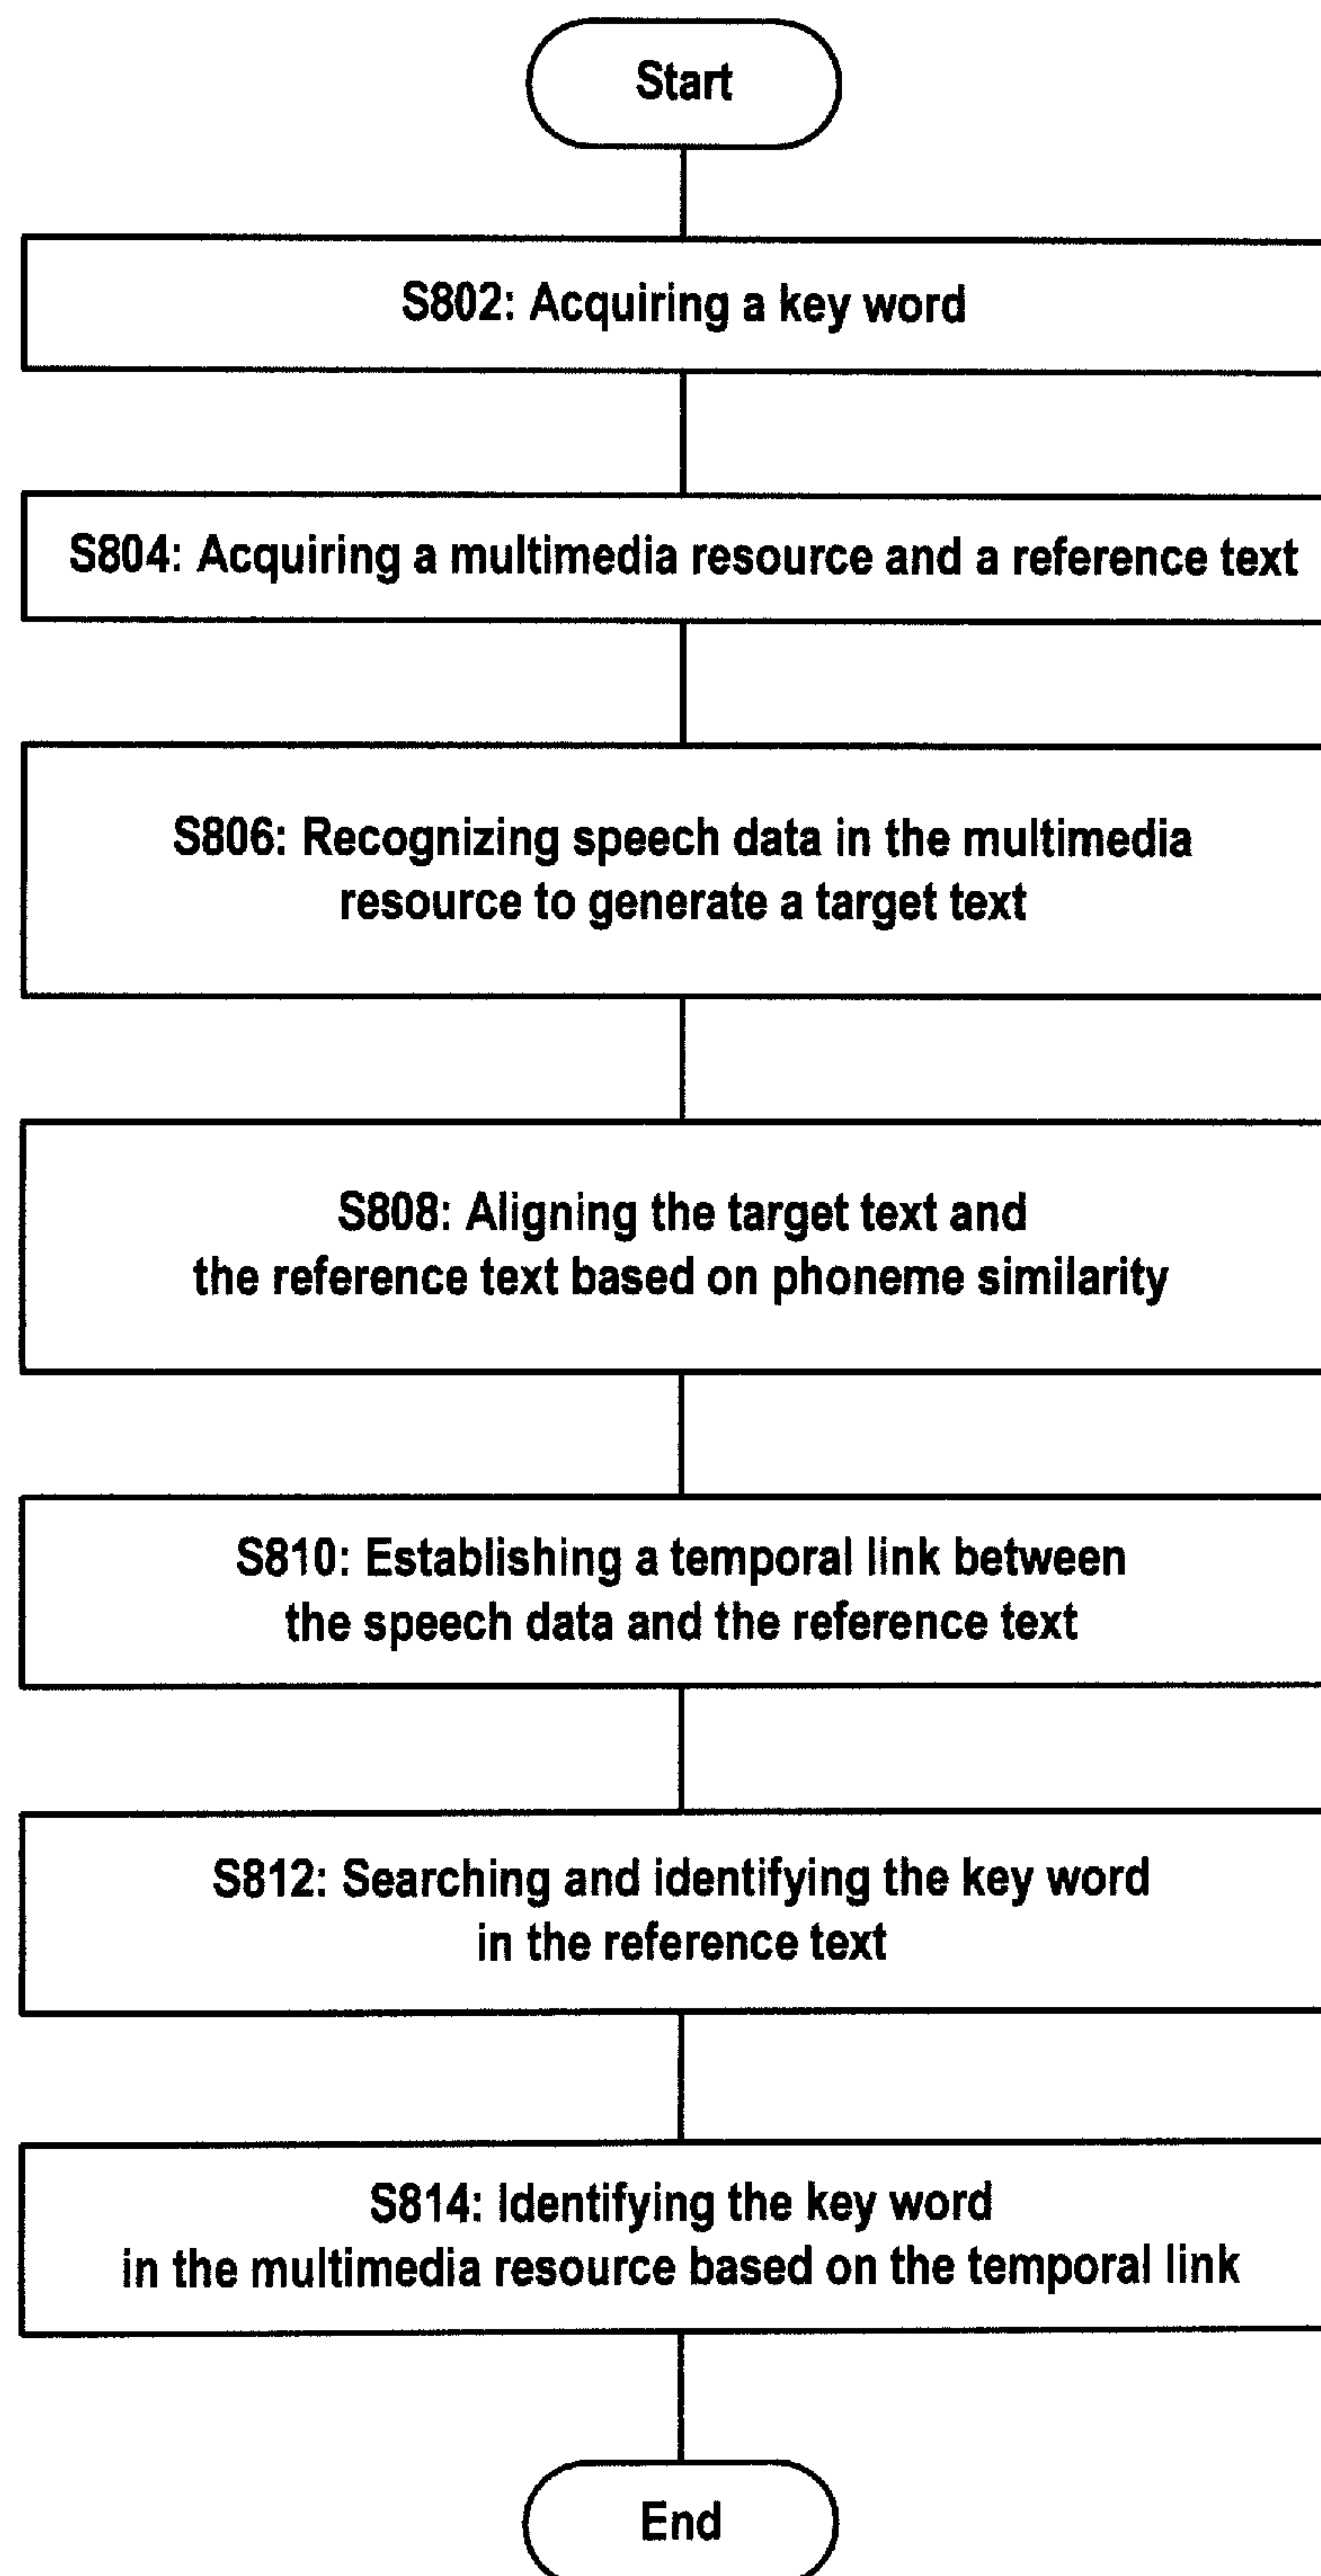 Start
S802: Acquiring a key word
S804: Acquiring a multimedia resource and a reference text
S806: Recognizing speech data in the multimedia
resource to generate a target text
S808: Aligning the target text and
the reference text based on phoneme similarity
S810: Establishing a temporal link between
the speech data and the reference text
S812: Searching and identifying the key word
in the reference text
S814: Identifying the key word
in the multimedia resource based on the temporal link
End